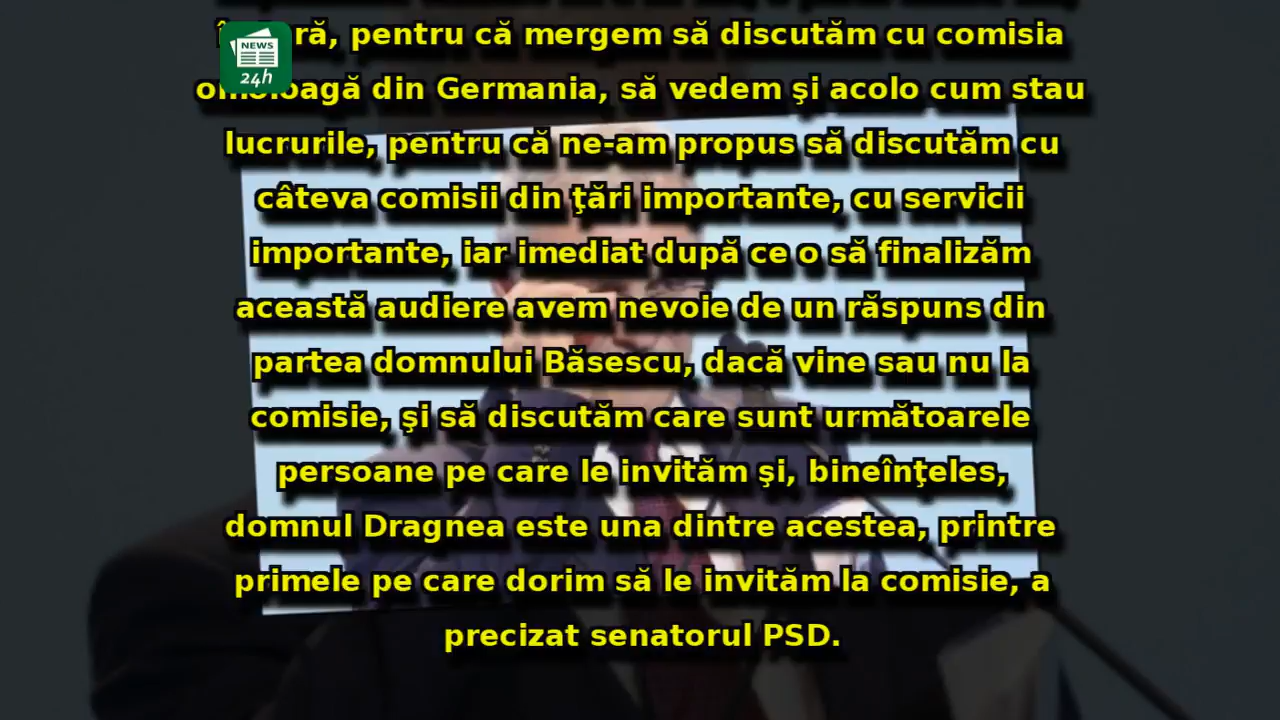 NEWS
24h
pentru că mergem să discutăm cu comisia
din Germania, să vedem şi acolo cum stau
lucrurile, pentru că ne-am propus să discutăm cu
câteva comisii din ţări importante, cu servicii
importante, iar imediat după ce o să finalizăm
această audiere avem nevoie de un răspuns din
partea domnului Băsescu, dacă vine sau nu la
comisie, şi să discutăm care sunt următoarele
persoane pe care le invităm şi, bineînţeles,
domnul Dragnea este una dintre acestea, printre
primele pe care dorim să le invităm la comisie, a
precizat senatorul PSD.